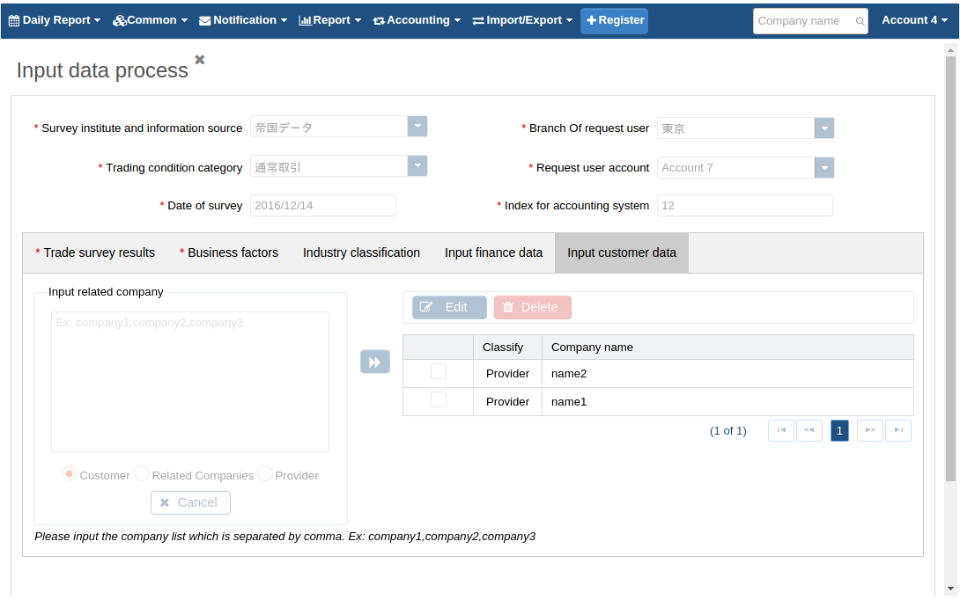 Daily Report Common Notification Report Accounting Import/Export Register Company name Account 4
Input data process
* Survey institute and information source 帝国データ * Branch Of request user 東京
* Trading condition category 通常取引 * Request user account Account 7
* Date of survey 2016/12/14 * Index for accounting system 12
* Trade survey results * Business factors Industry classification Input finance data Input customer data
Input related company
Ex: company1,company2,company3
Edit Delete
Classify Company name
Provider name2
Provider name1
(1 of 1) 1
Customer Related Companies Provider
Cancel
Please input the company list which is separated by comma. Ex: company1,company2,company3